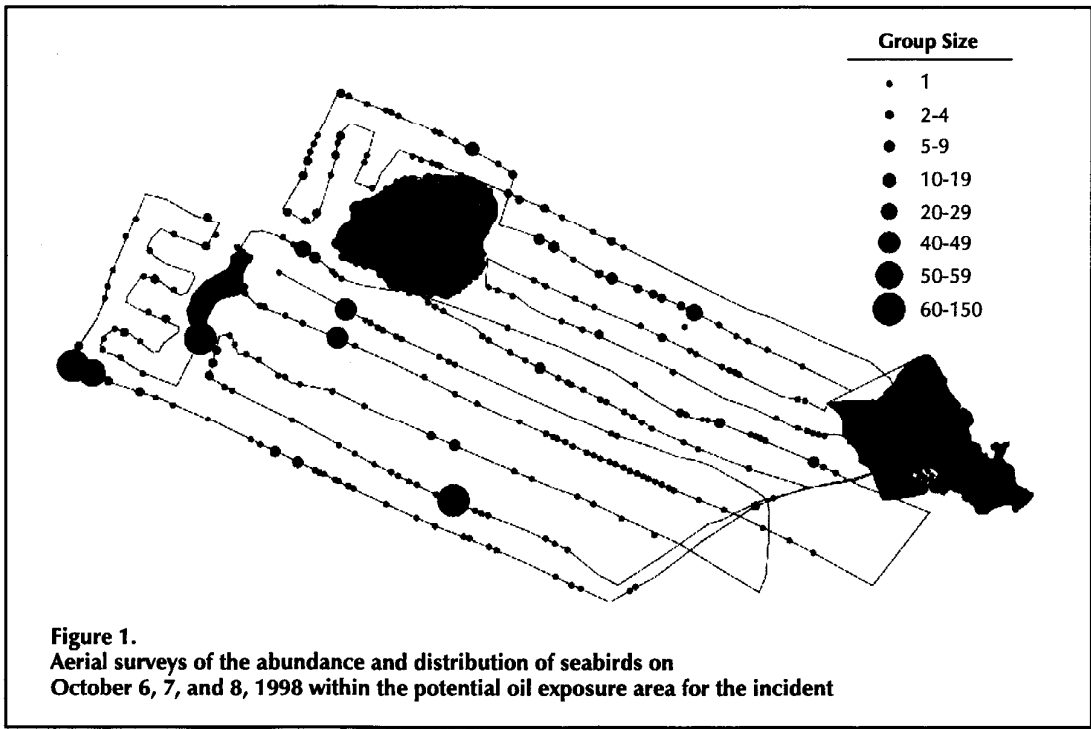 Group Size
1
2-4
5-9
10-19
20-29
40-49
50-59
60-150
Figure 1.
Aerial surveys of the abundance and distribution of seabirds on
October 6, 7, and 8, 1998 within the potential oil exposure area for the incident